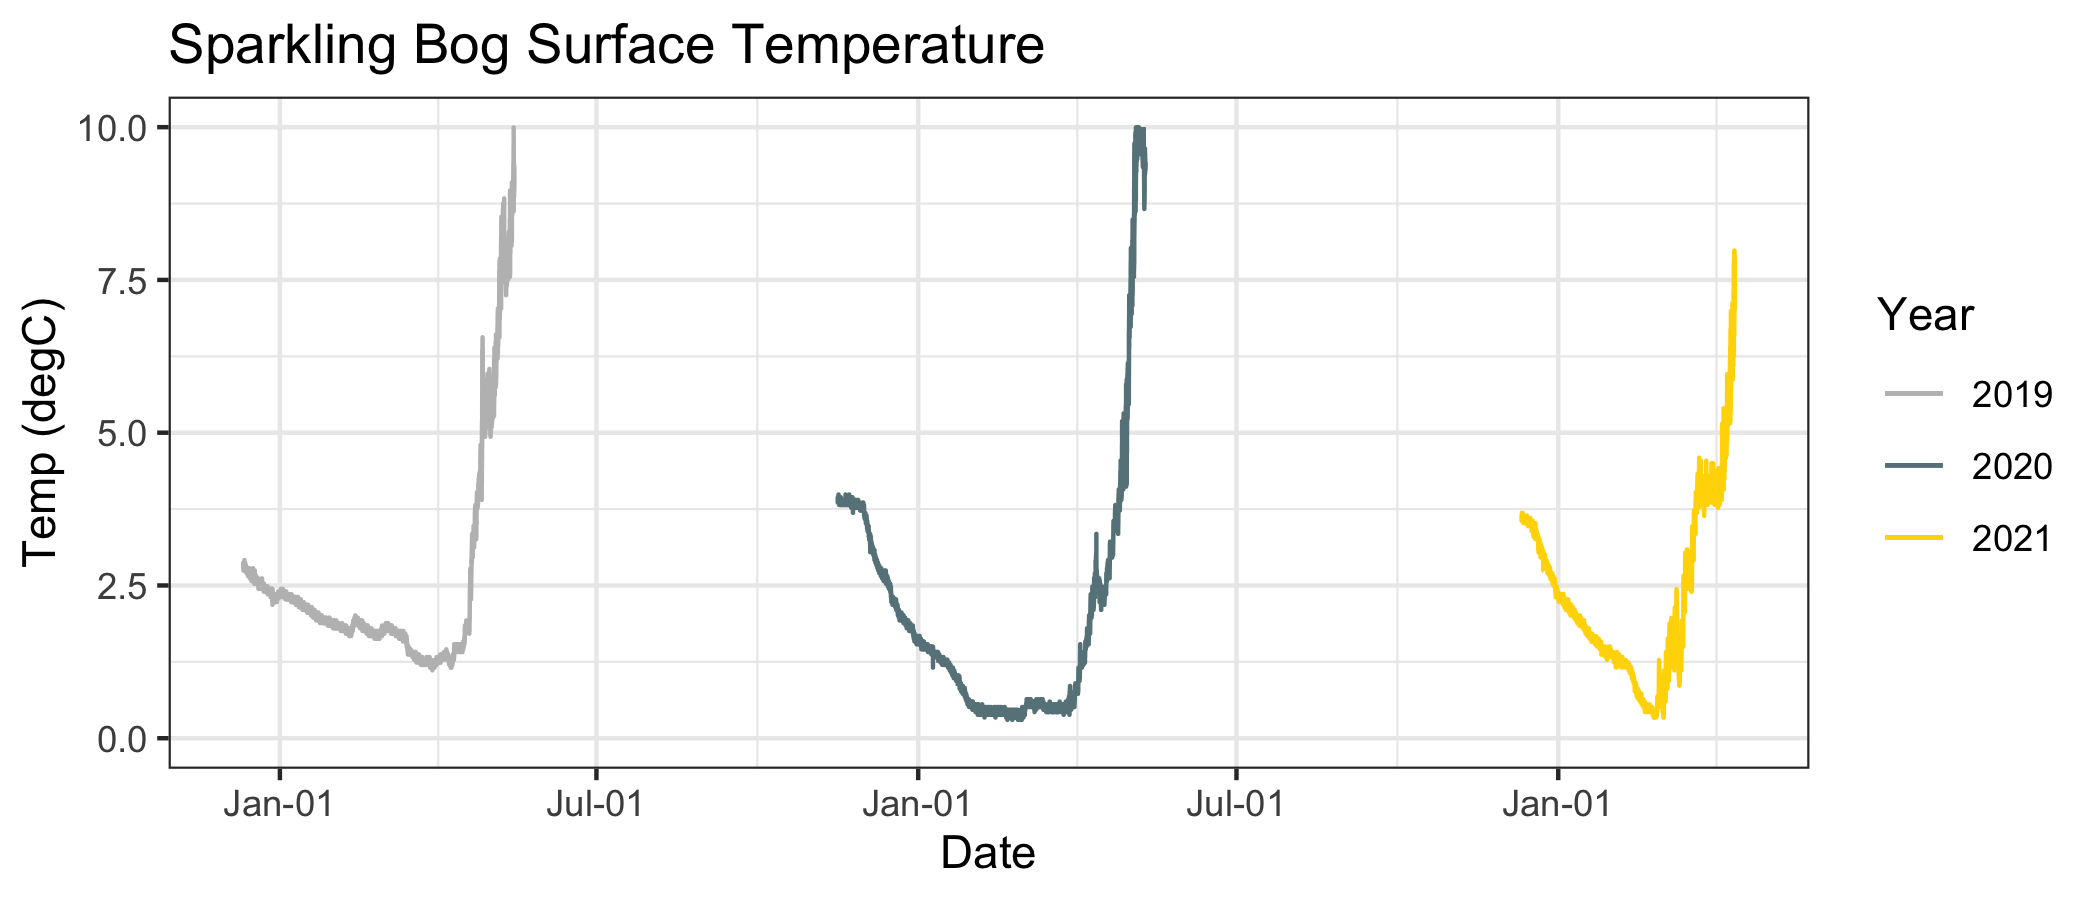 Sparkling Bog Surface Temperature
10.0
7.5
5.0
2.5
0.0
Temp (degC)
Jan-01 Jul-01 Jan-01 Jul-01 Jan-01
Date
Year
2019
2020
2021